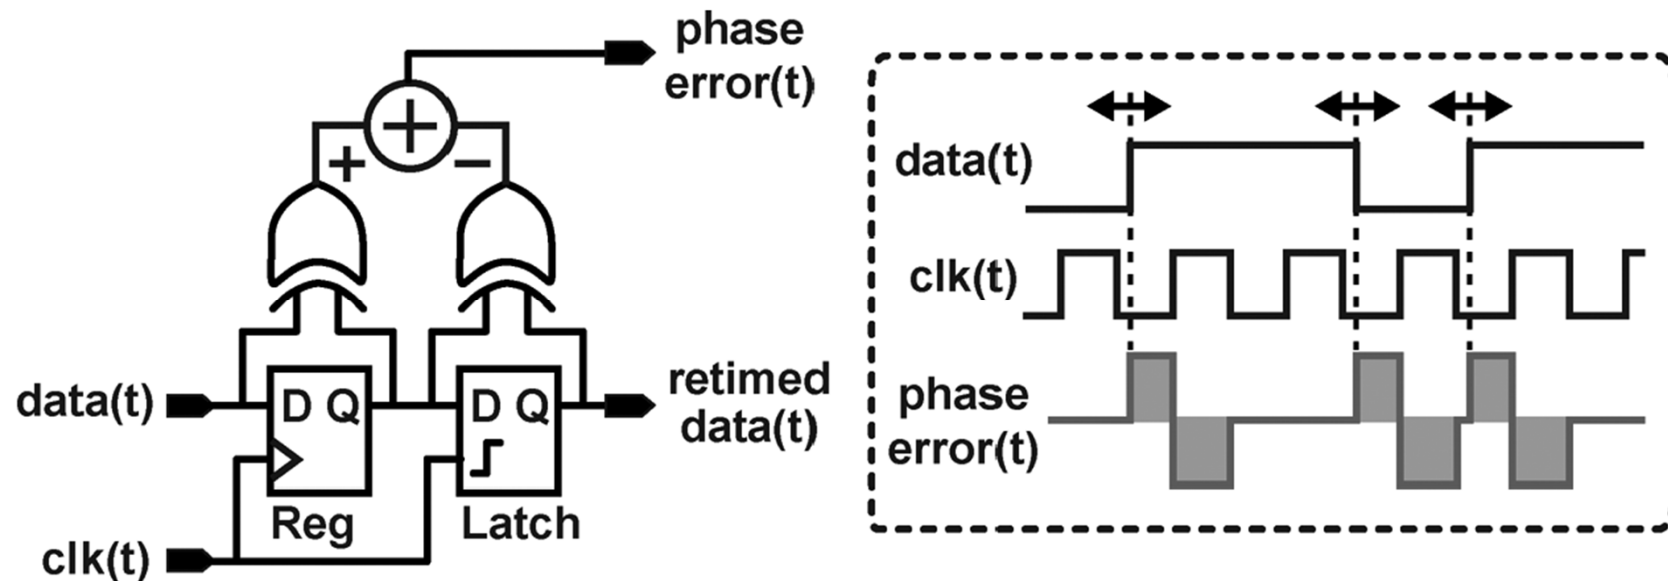 phase
error(t)
+
−
data(t)
D Q
D Q
retimed
data(t)
Reg
Latch
clk(t)
data(t)
clk(t)
phase
error(t)